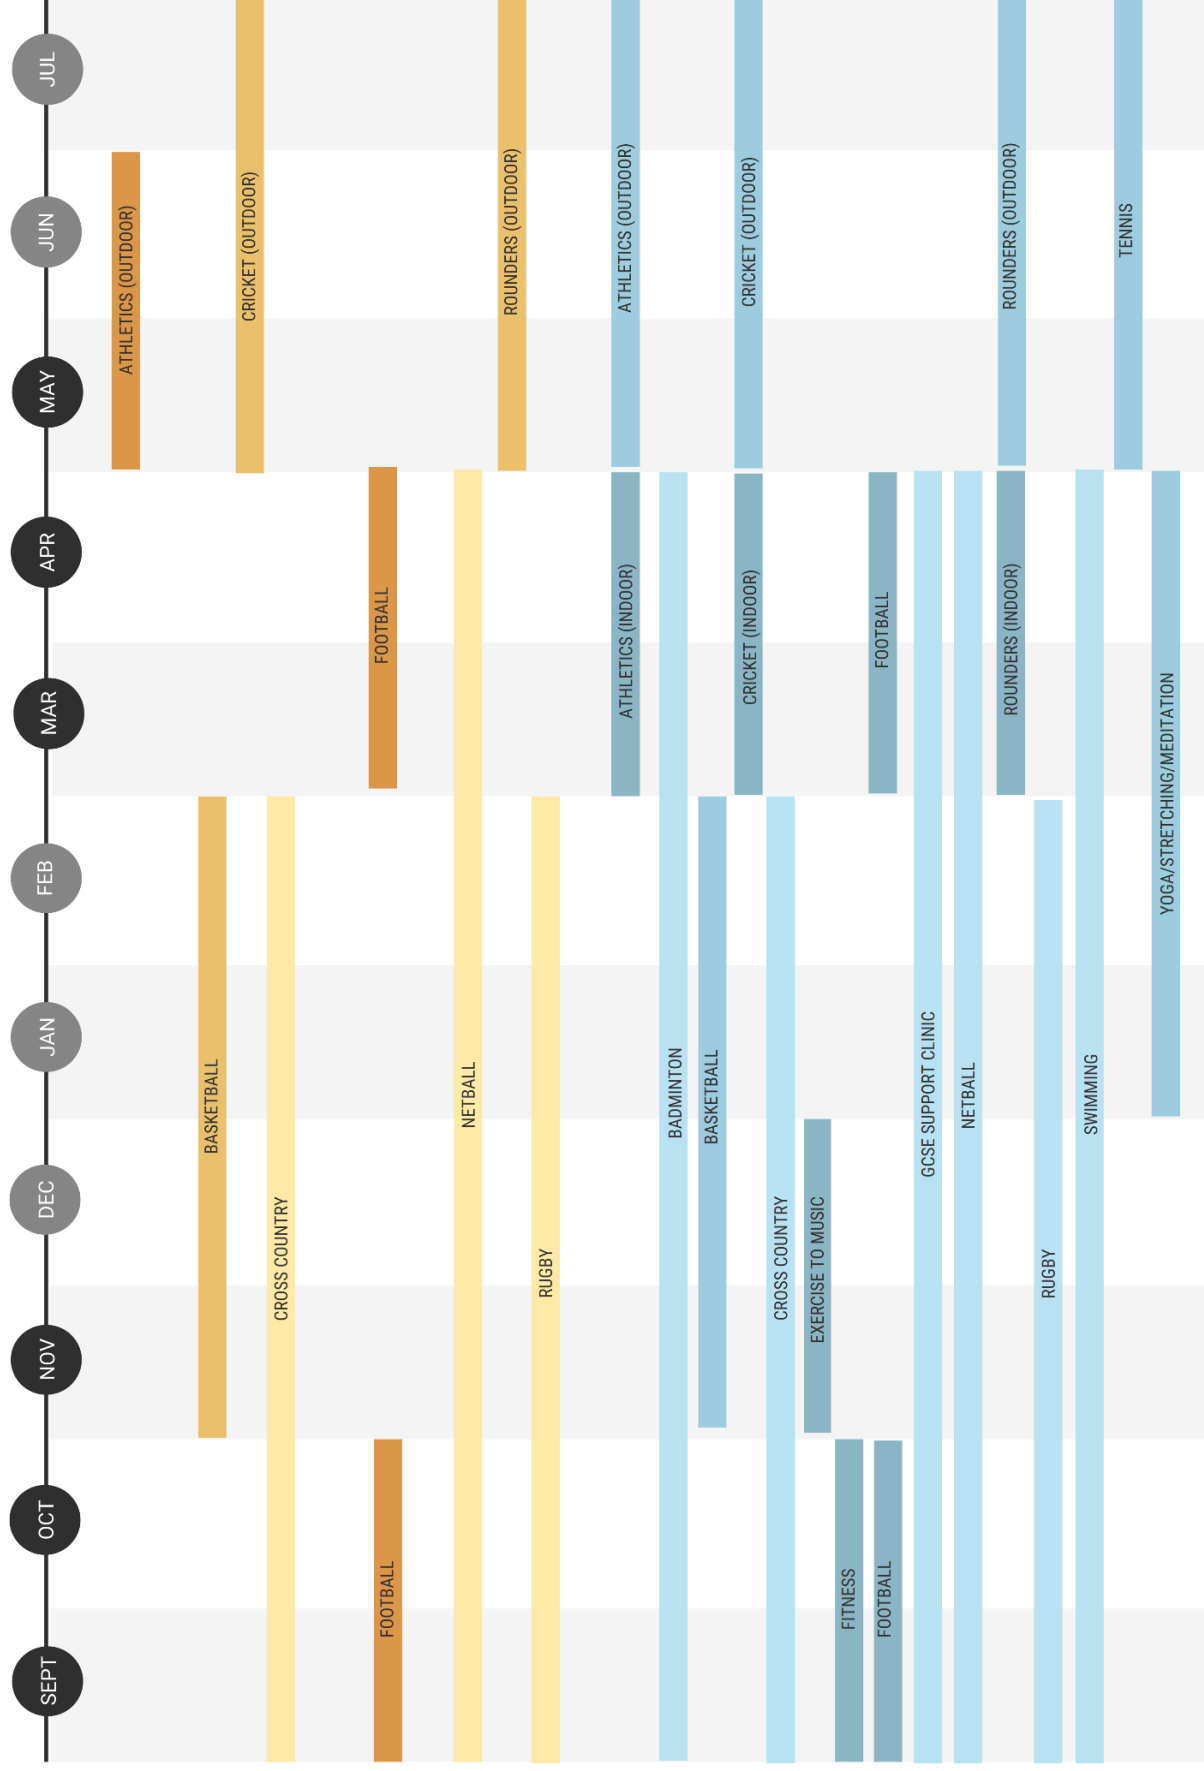 SEPT
OCT
NOV
DEC
JAN
FEB
MAR
APR
MAY
JUN
JUL
ATHLETICS (OUTDOOR)
BASKETBALL
CRICKET (OUTDOOR)
CROSS COUNTRY
FOOTBALL
FOOTBALL
NETBALL
ROUNDERS (OUTDOOR)
RUGBY
ATHLETICS (INDOOR)
ATHLETICS (OUTDOOR)
BADMINTON
BASKETBALL
CRICKET (INDOOR)
CRICKET (OUTDOOR)
CROSS COUNTRY
EXERCISE TO MUSIC
FITNESS
FOOTBALL
FOOTBALL
GCSE SUPPORT CLINIC
NETBALL
ROUNDERS (INDOOR)
ROUNDERS (OUTDOOR)
RUGBY
SWIMMING
TENNIS
YOGA/STRETCHING/MEDITATION